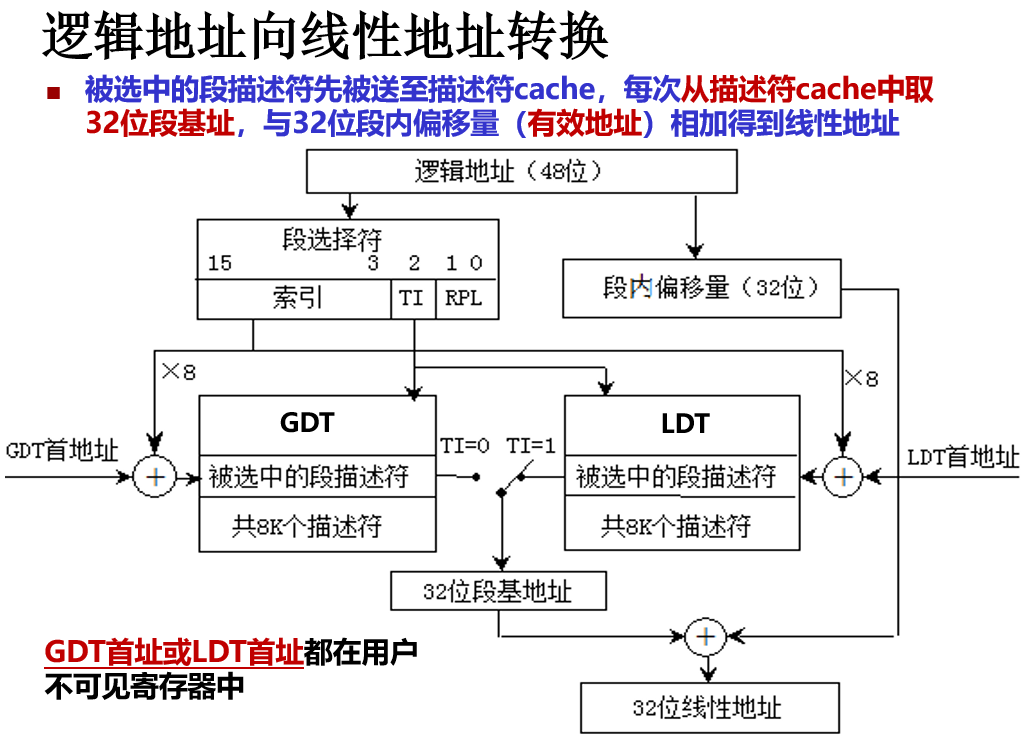 逻辑地址向线性地址转换
■ 被选中的段描述符先被送至描述符cache，每次从描述符cache中取
32位段基址，与32位段内偏移量（有效地址）相加得到线性地址
逻辑地址（48位）
段选择符
15 3 2 1 0
索引 TI RPL
段内偏移量（32位）
×8
×8
GDT
LDT
GDT首地址
TI=0 TI=1
LDT首地址
+
被选中的段描述符
被选中的段描述符
+
共8K个描述符
共8K个描述符
32位段基地址
+
GDT首址或LDT首址都在用户
不可见寄存器中
32位线性地址